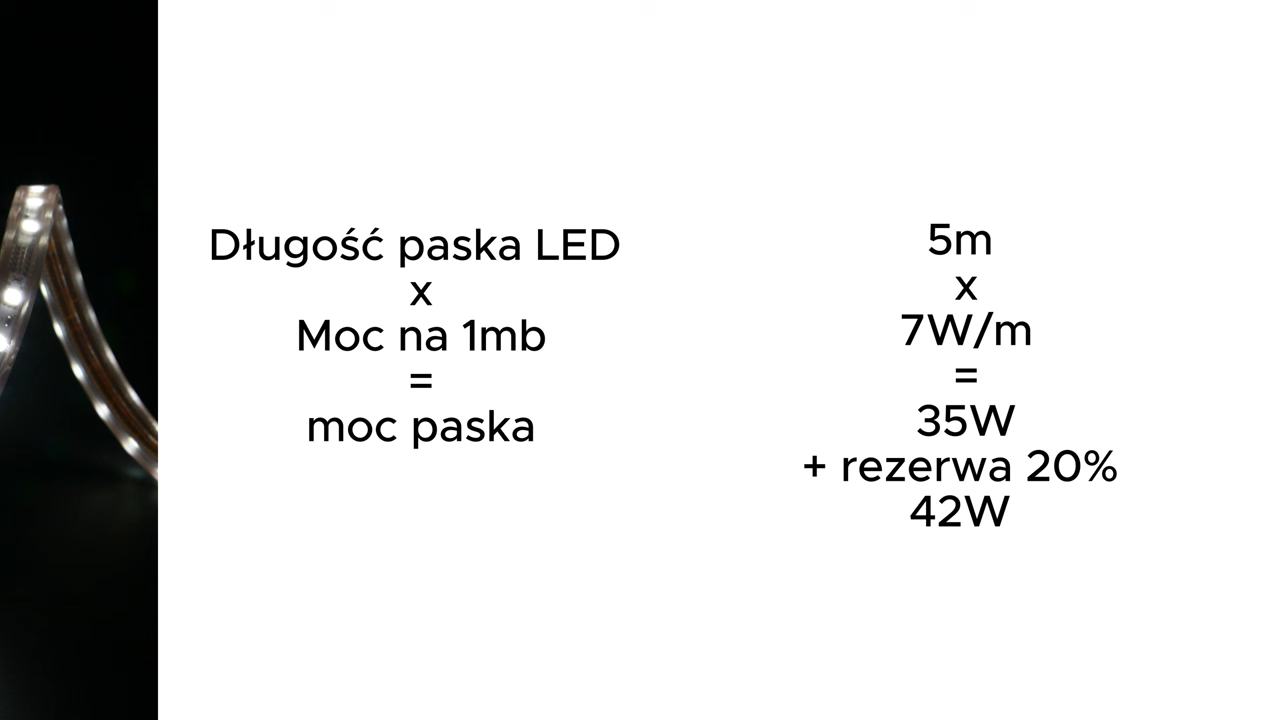 Długość paska LED
x
Moc na 1mb
=
moc paska
5m
x
7W/m
=
35W
+ rezerwa 20%
42W